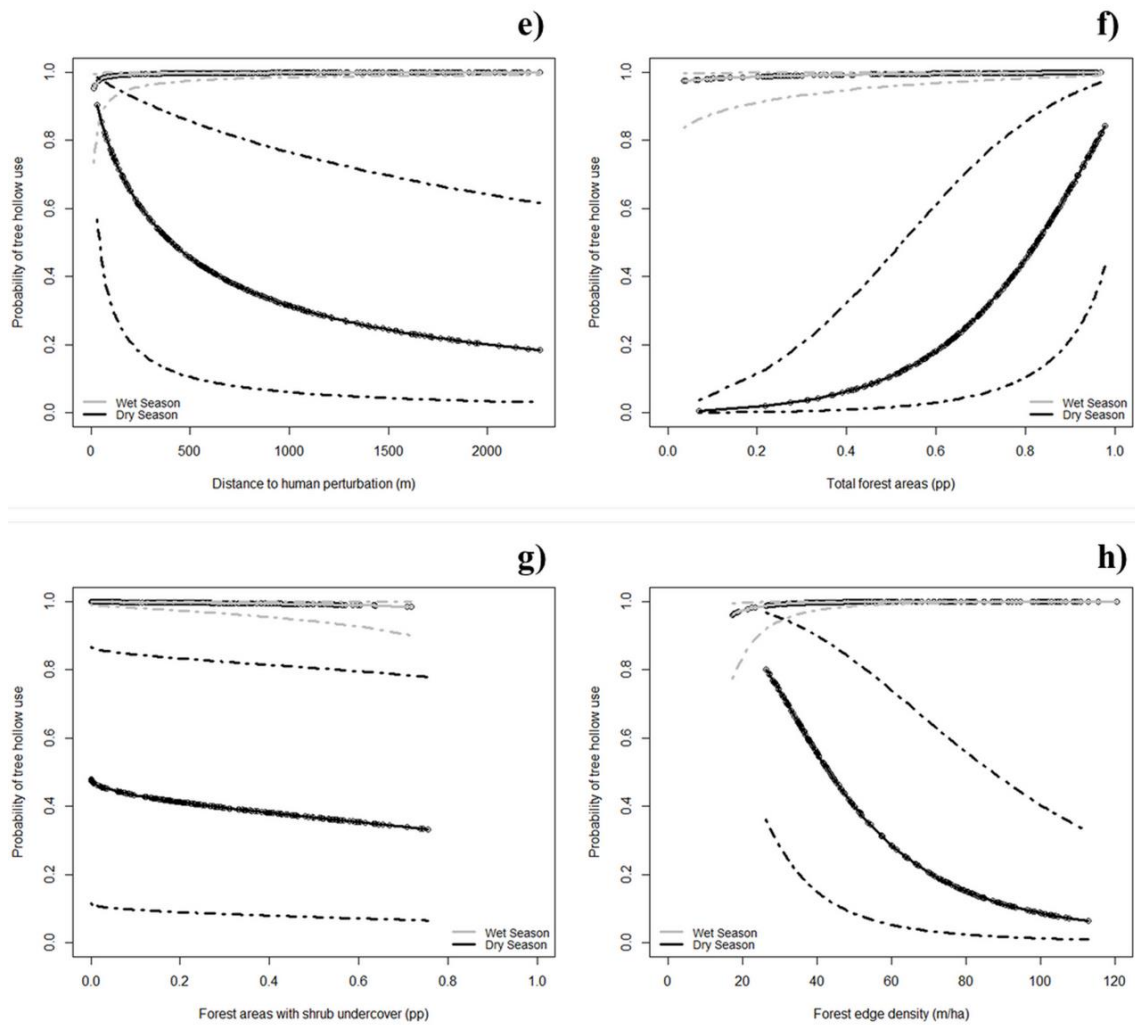 e)
1.0
0.8
0.6
0.4
0.2
0.0
Probability of tree hollow use
Wet Season
Dry Season
0 500 1000 1500 2000
Distance to human perturbation (m)
f)
1.0
0.8
0.6
0.4
0.2
0.0
Probability of tree hollow use
Wet Season
Dry Season
0.0 0.2 0.4 0.6 0.8 1.0
Total forest areas (pp)
g)
1.0
0.8
0.6
0.4
0.2
0.0
Probability of tree hollow use
Wet Season
Dry Season
0.0 0.2 0.4 0.6 0.8 1.0
Forest areas with shrub undercover (pp)
h)
1.0
0.8
0.6
0.4
0.2
0.0
Probability of tree hollow use
Wet Season
Dry Season
0 20 40 60 80 100 120
Forest edge density (m/ha)